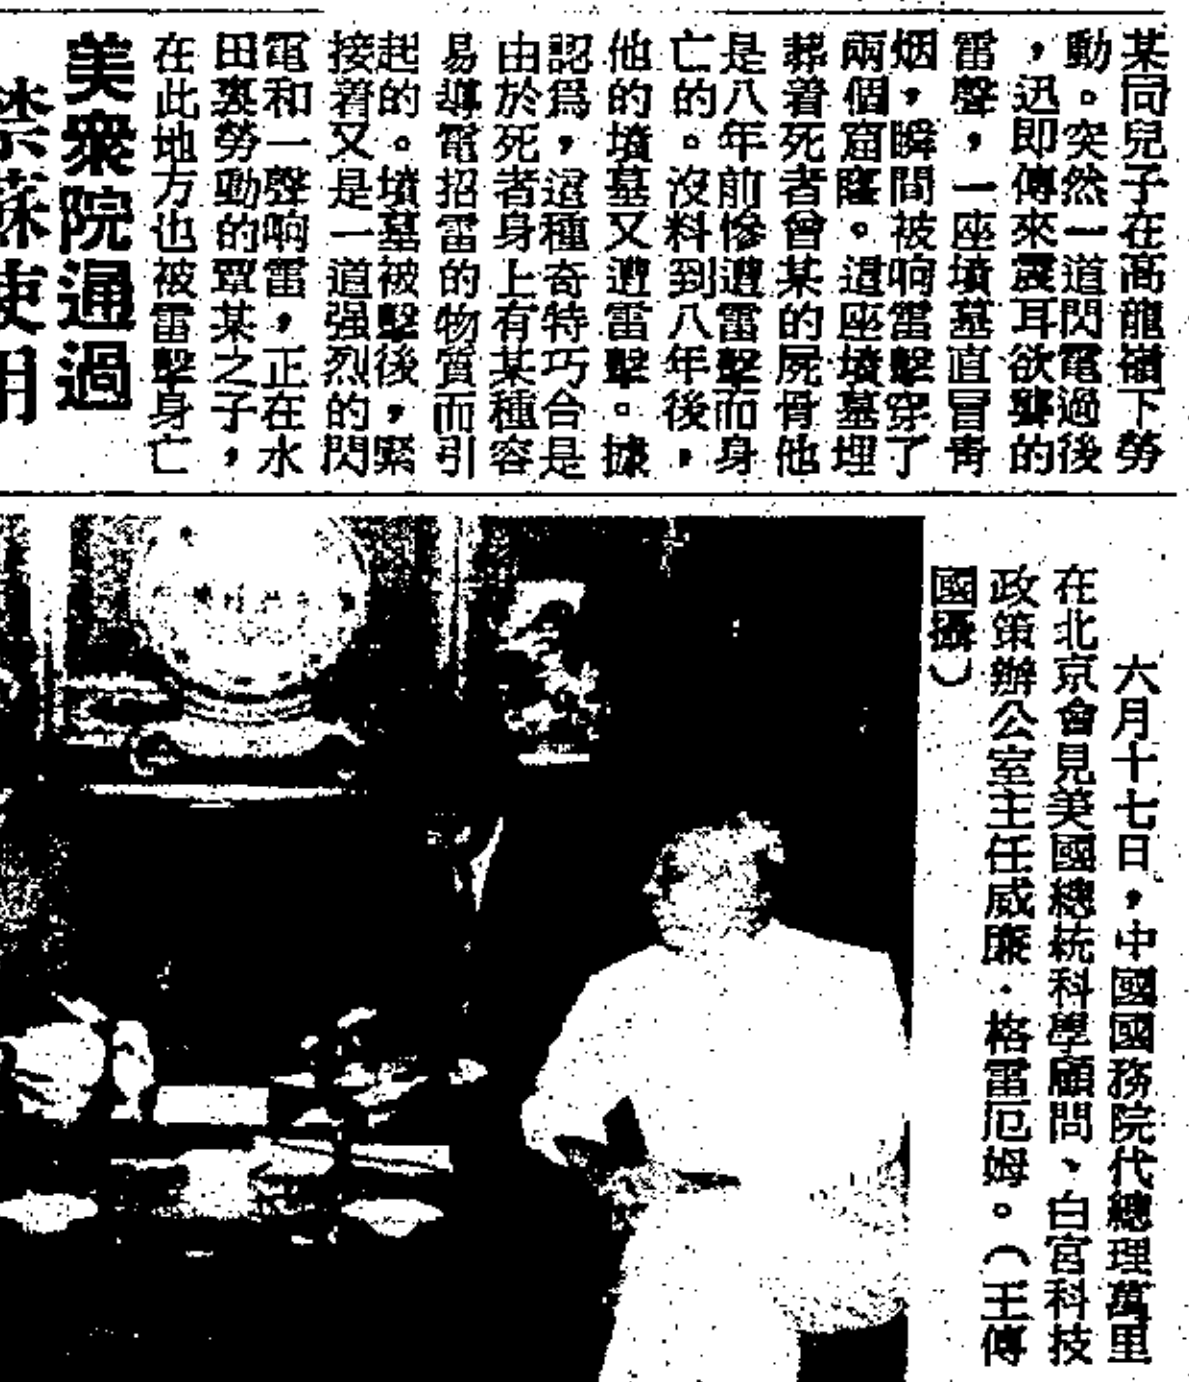 某同兒子在高龍嶺下勞
動。突然一道閃電過後
，迅即傳來震耳欲聾的
雷聲，一座墳墓直冒青
烟，瞬間被响雷擊穿了
兩個窟窿。這座墳墓埋
葬着死者曾某的屍骨他
是八年前慘遭雷擊而身
亡的。沒料到八年後，
他的墳墓又遭雷擊。據
認爲，這種奇特巧合是
由於死者身上有某種容
易導電招雷的物質而引
起的。墳墓被擊後，緊
接着又是一道强烈的閃
電和一聲响雷，正在水
田裏勞動的覃某之子，
在此地方也被雷擊身亡
美衆院通過
禁蘇使用
六月十七日，中國國務院代總理萬里
在北京會見美國總統科學顧問、白宮科技
政策辦公室主任威廉·格雷厄姆。（王傳
國攝）